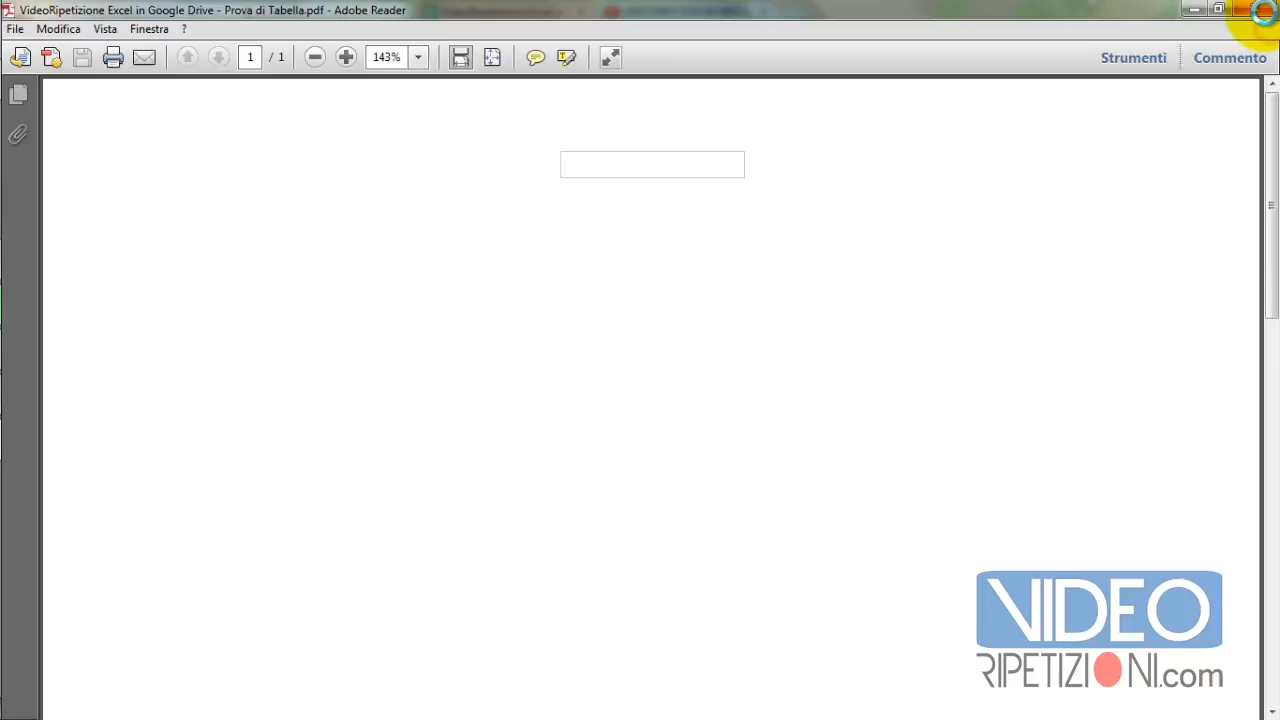 VideoRipetizione Excel in Google Drive - Prova di Tabella.pdf - Adobe Reader
File Modifica Vista Finestra ?
1 / 1 143% Strumenti Commento
VIDEO
RIPETIZIONI.com